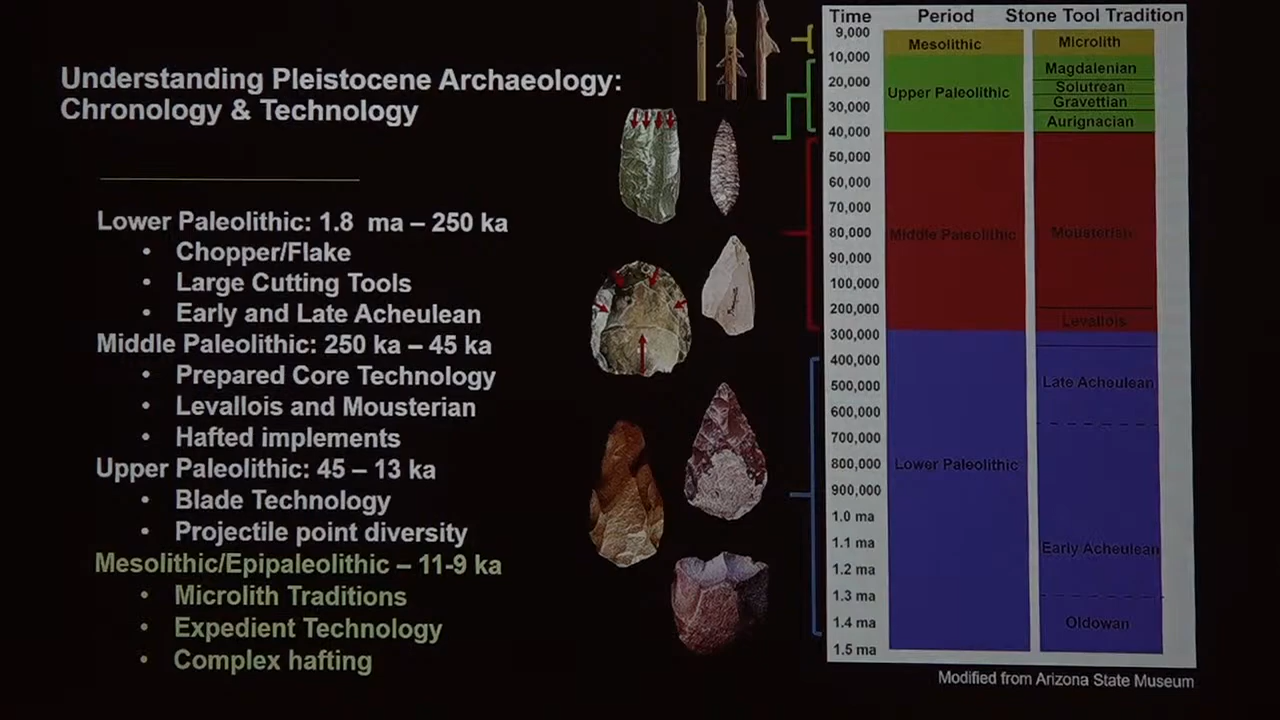 Understanding Pleistocene Archaeology:
Chronology & Technology
Lower Paleolithic: 1.8 ma – 250 ka
• Chopper/Flake
• Large Cutting Tools
• Early and Late Acheulean
Middle Paleolithic: 250 ka – 45 ka
• Prepared Core Technology
• Levallois and Mousterian
• Hafted implements
Upper Paleolithic: 45 – 13 ka
• Blade Technology
• Projectile point diversity
Mesolithic/Epipaleolithic – 11-9 ka
• Microlith Traditions
• Expedient Technology
• Complex hafting
Time Period Stone Tool Tradition
9,000
Mesolithic Microlith
10,000
Magdalenian
20,000
Solutrean
Upper Paleolithic
Gravettian
30,000
Aurignacian
40,000
50,000
60,000
70,000
80,000 Middle Paleolithic Mousterian
90,000
100,000
200,000
Levallois
300,000
400,000
Late Acheulean
500,000
600,000
700,000
800,000 Lower Paleolithic
900,000
1.0 ma
1.1 ma Early Acheulean
1.2 ma
1.3 ma
1.4 ma Oldowan
1.5 ma
Modified from Arizona State Museum